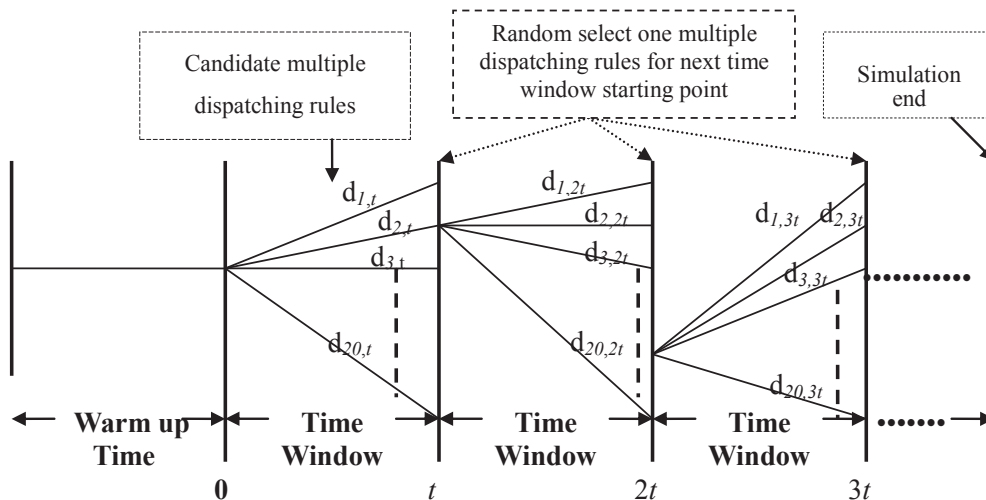 Candidate multiple
dispatching rules
Random select one multiple
dispatching rules for next time
window starting point
Simulation
end
d1,t
d2,t
d3,t
d20,t
d1,2t
d2,2t
d3,2t
d20,2t
d1,3t
d2,3t
d3,3t
d20,3t
Warm up
Time
Time
Window
Time
Window
Time
Window
0
t
2t
3t